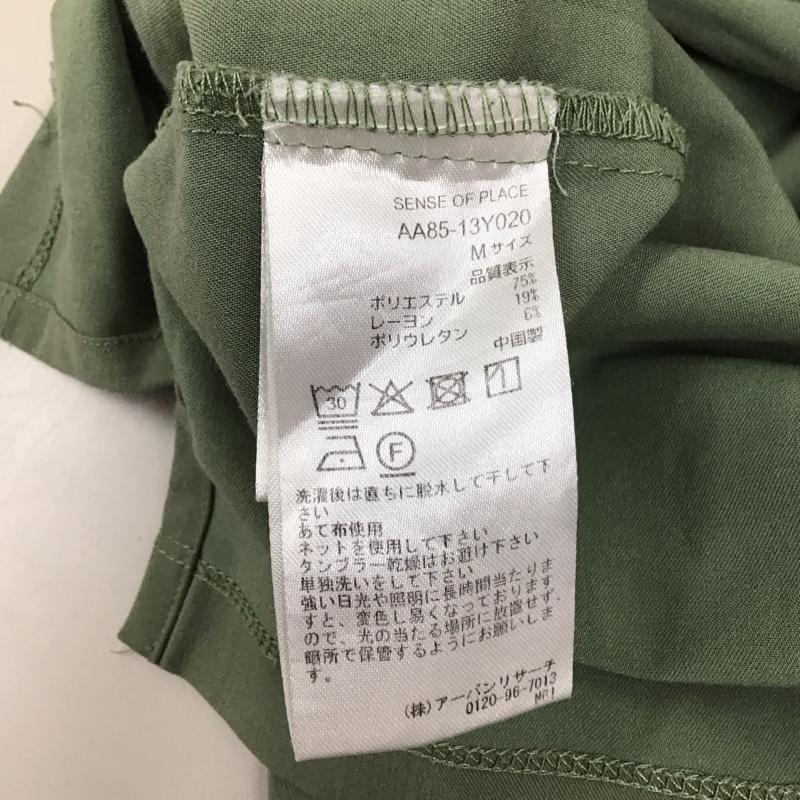 SENSE OF PLACE
AA85-13Y020
Mサイズ
品質表示
75%
ポリエステル 19%
レーヨン 6%
ポリウレタン 中国製
30
1
F
洗濯後は直ちに脱水して干して下
さい
あて布使用
ネットを使用して下さい
タンブラー乾燥はお避け下さい
単独洗いをして下さい
強い日光や照明に長時間当たりま
すと、変色し易くなっております
ので、光の当たる場所に放置せず、
暗所で保管するようにお願いしま
す。
(株)アーバンリサーチ
0120-96-7013
MRI